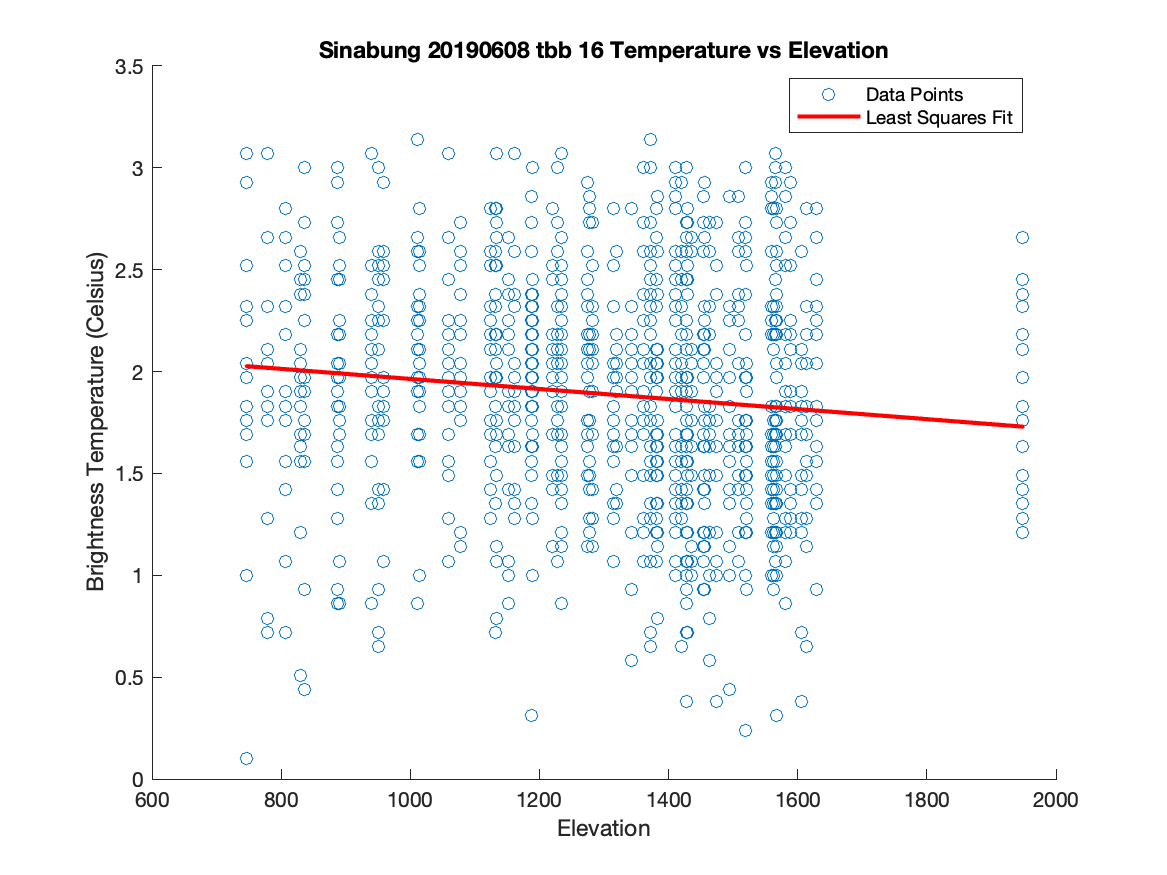 Sinabung 20190608 tbb 16 Temperature vs Elevation
Data Points
Least Squares Fit
3.5
3
2.5
2
1.5
1
0.5
0
Brightness Temperature (Celsius)
600 800 1000 1200 1400 1600 1800 2000
Elevation